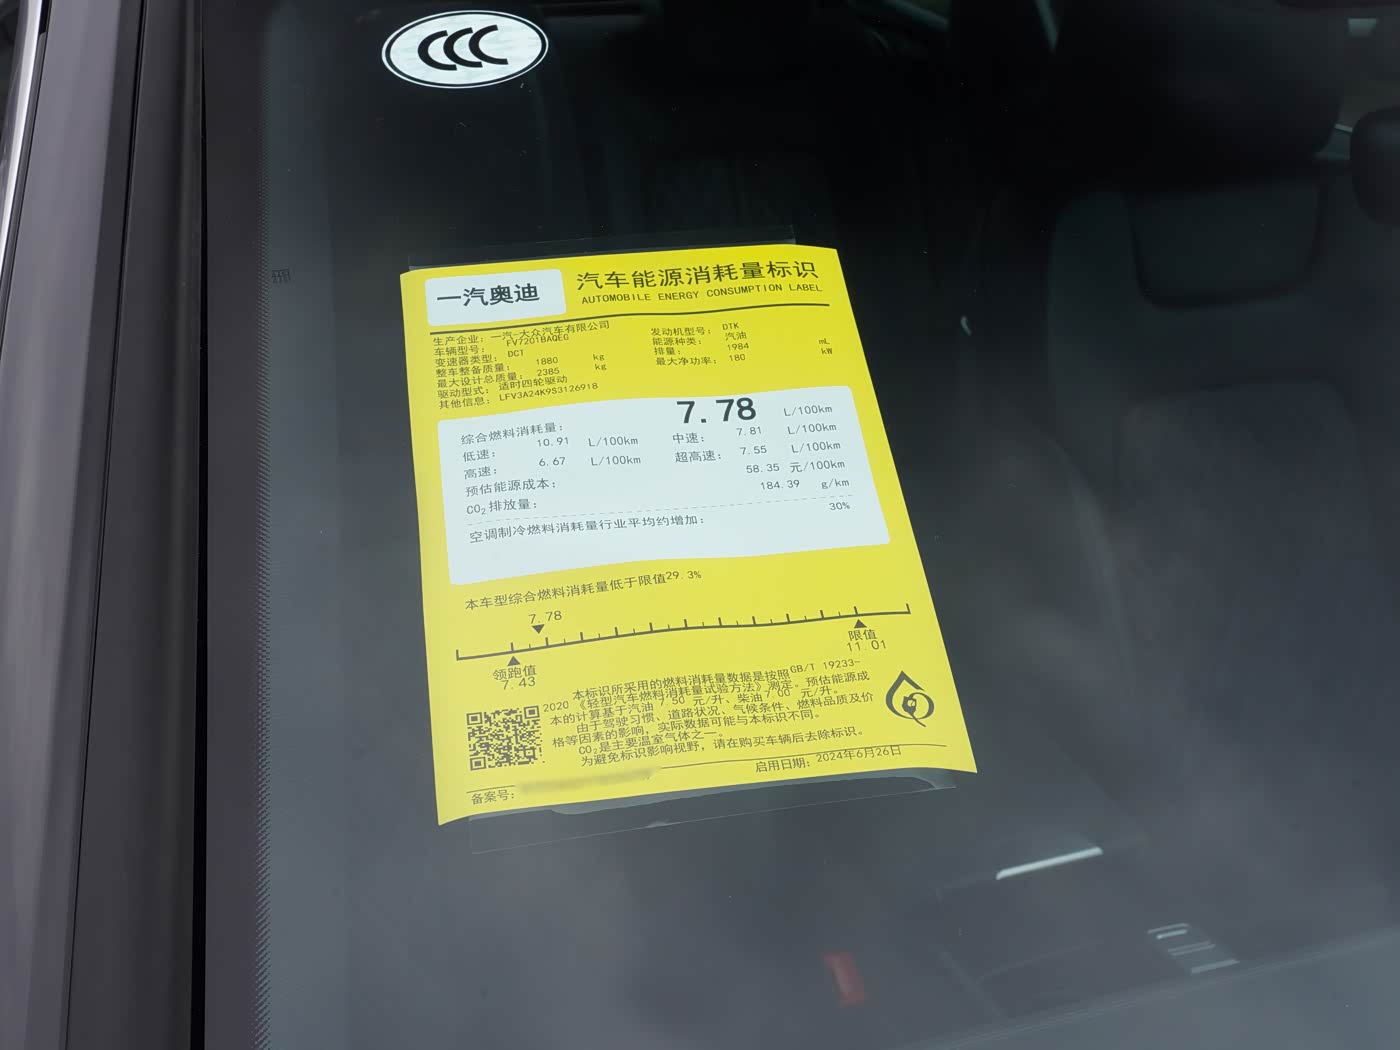 CCC
一汽奥迪
汽车能源消耗量标识
AUTOMOBILE ENERGY CONSUMPTION LABEL
生产企业：一汽-大众汽车有限公司
车辆型号：FV7201BAQEG
变速器类型：DCT
整车整备质量：1880 kg
最大设计总质量：2385 kg
驱动型式：适时四轮驱动
其他信息：LFV3A24K9S3126918
发动机型号：DTK
能源种类：汽油
排量：1984 mL
最大净功率：180 kW
综合燃料消耗量：7.78 L/100km
低速：10.91 L/100km 中速：7.81 L/100km
高速：6.67 L/100km 超高速：7.55 L/100km
预估能源成本：58.35 元/100km
CO₂排放量：184.39 g/km
空调制冷燃料消耗量行业平均约增加：30%
本车型综合燃料消耗量低于限值29.3%
7.78
领跑值
7.43
限值
11.01
本标识所采用的燃料消耗量数据是按照GB/T 19233-
2020《轻型汽车燃料消耗量试验方法》测定。预估能源成
本的计算基于汽油 7.50 元/升、柴油 7.00 元/升。
由于驾驶习惯、道路状况、气候条件、燃料品质及价
格等因素的影响，实际数据可能与本标识不同。
CO₂是主要温室气体之一。
为避免标识影响视野，请在购买车辆后去除标识。
备案号：
启用日期：2024年6月26日